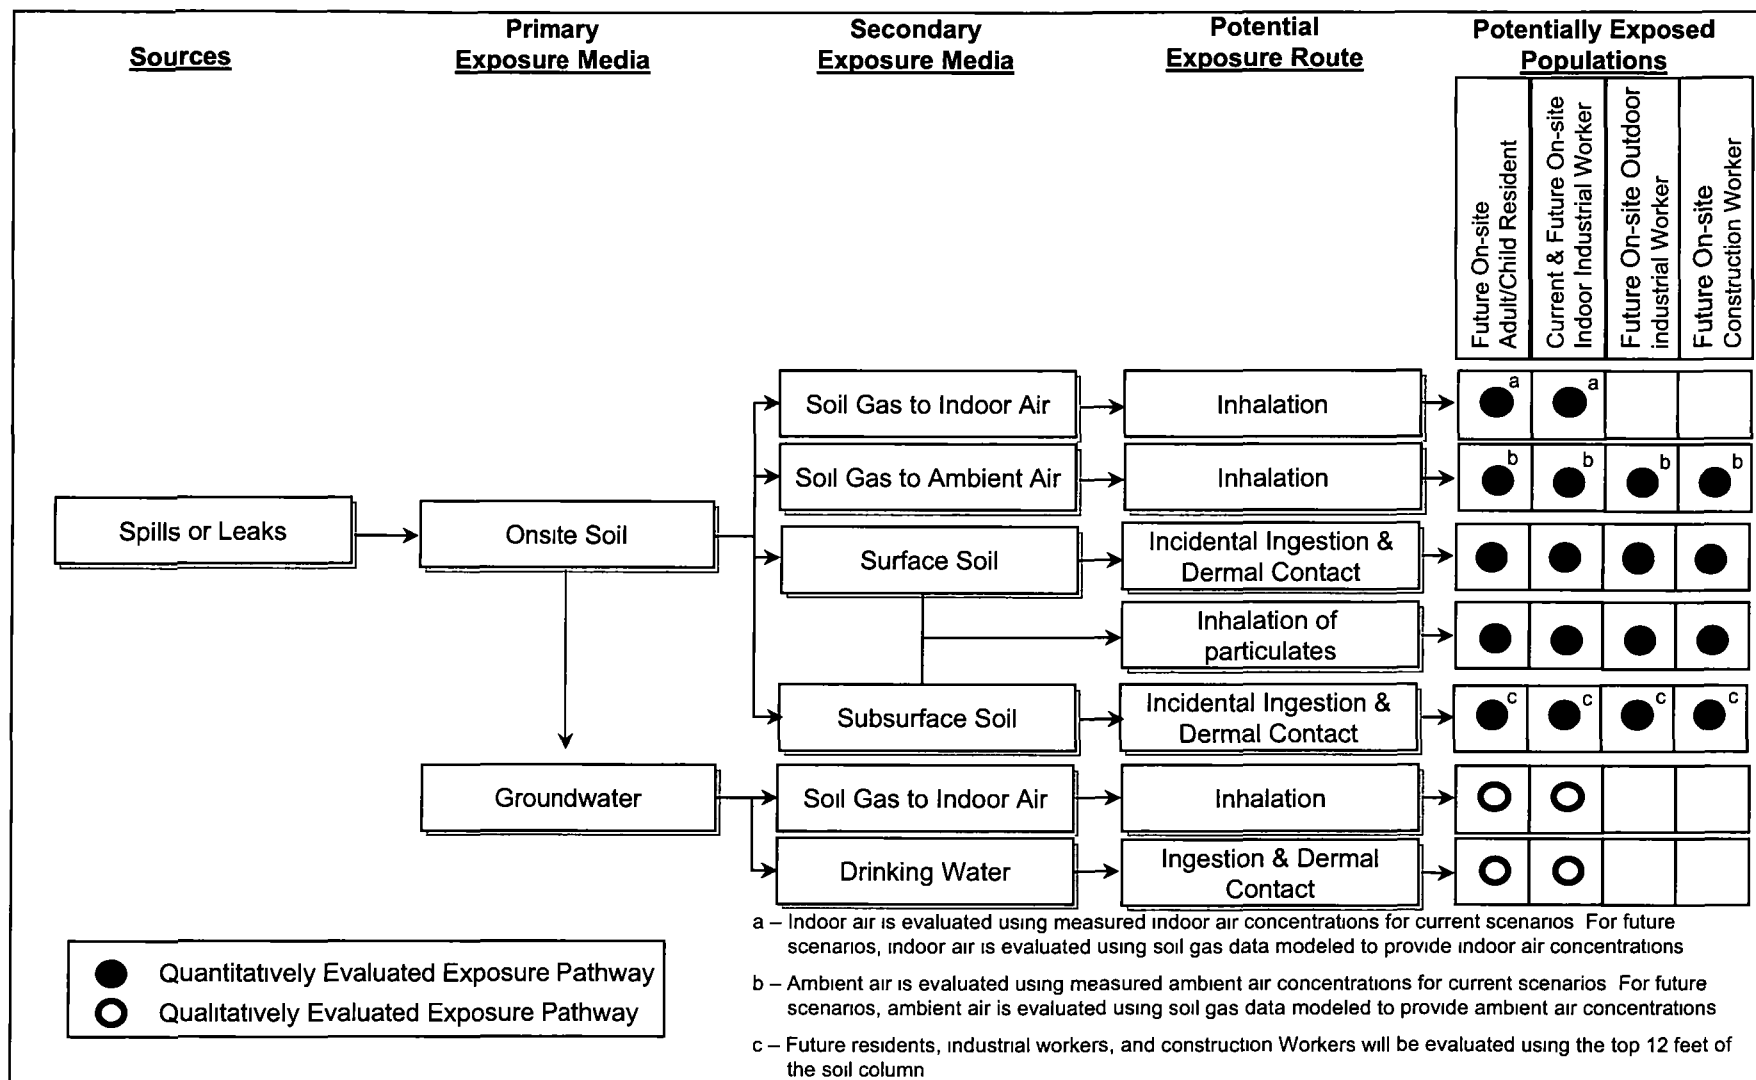 Sources
Primary
Exposure Media
Secondary
Exposure Media
Potential
Exposure Route
Potentially Exposed
Populations
Future On-site
Adult/Child Resident
Current & Future On-site
Indoor Industrial Worker
Future On-site Outdoor
industrial Worker
Future On-site
Construction Worker
Soil Gas to Indoor Air
Inhalation
a
a
Soil Gas to Ambient Air
Inhalation
b
b
b
b
Spills or Leaks
Onsite Soil
Surface Soil
Incidental Ingestion &
Dermal Contact
Inhalation of
particulates
Subsurface Soil
Incidental Ingestion &
Dermal Contact
c
c
c
c
Groundwater
Soil Gas to Indoor Air
Inhalation
Drinking Water
Ingestion & Dermal
Contact
a – Indoor air is evaluated using measured indoor air concentrations for current scenarios For future
scenarios, indoor air is evaluated using soil gas data modeled to provide indoor air concentrations
b – Ambient air is evaluated using measured ambient air concentrations for current scenarios For future
scenarios, ambient air is evaluated using soil gas data modeled to provide ambient air concentrations
c – Future residents, industrial workers, and construction Workers will be evaluated using the top 12 feet of
the soil column
Quantitatively Evaluated Exposure Pathway
Qualitatively Evaluated Exposure Pathway